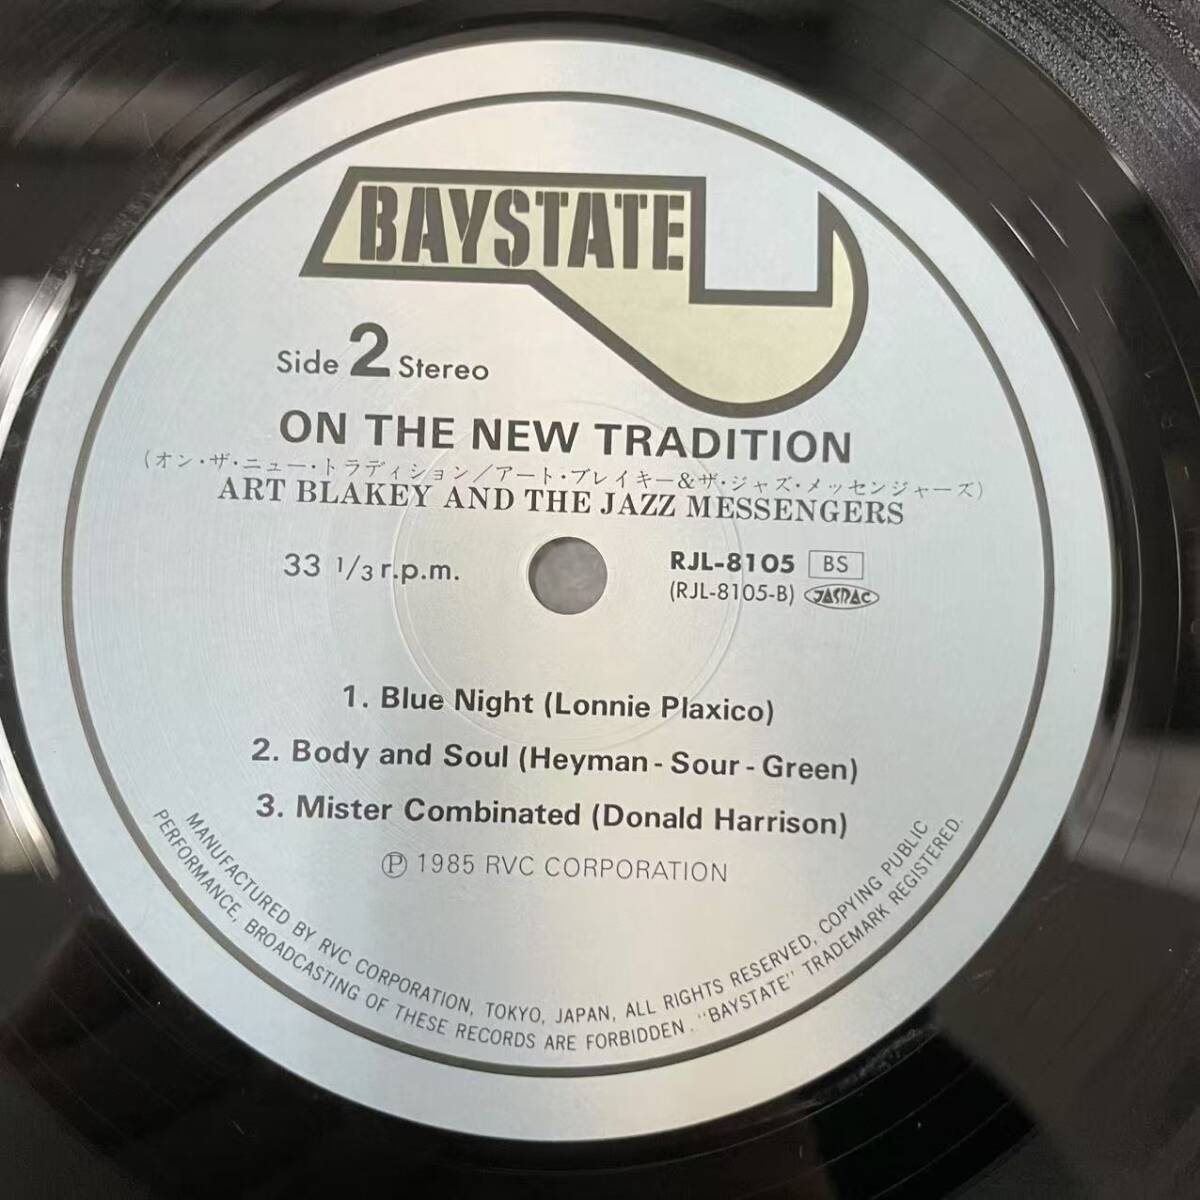 BAYSTATE
Side 2 Stereo
ON THE NEW TRADITION
(オン・ザ・ニュー・トラディション/アート・ブレイキー&ザ・ジャズ・メッセンジャーズ)
ART BLAKEY AND THE JAZZ MESSENGERS
33 1/3 r.p.m.
RJL-8105 BS
(RJL-8105-B) JASRAC
1. Blue Night (Lonnie Plaxico)
2. Body and Soul (Heyman - Sour - Green)
3. Mister Combinated (Donald Harrison)
Ⓟ 1985 RVC CORPORATION
MANUFACTURED BY RVC CORPORATION, TOKYO, JAPAN, ALL RIGHTS RESERVED, COPYING PUBLIC
PERFORMANCE, BROADCASTING OF THESE RECORDS ARE FORBIDDEN. "BAYSTATE" TRADEMARK REGISTERED.